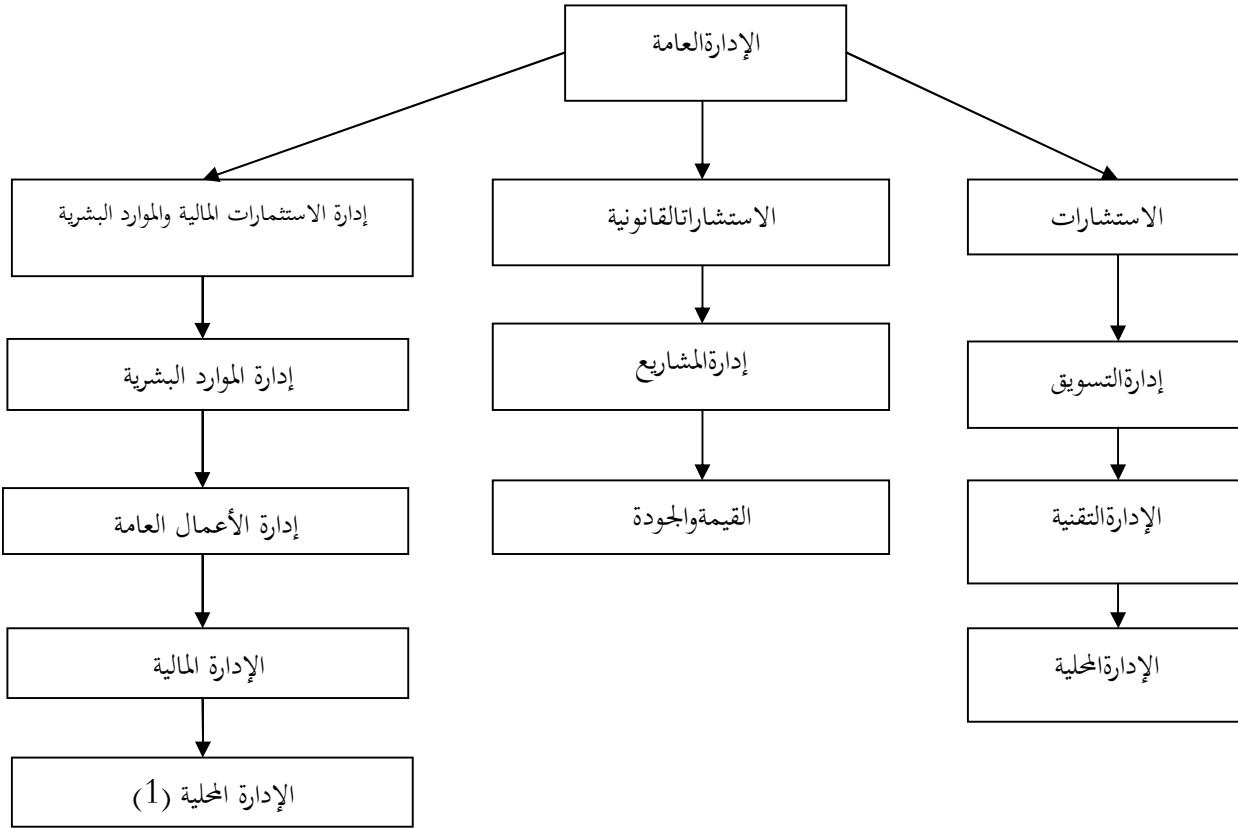 الإدارةالعامة
الاستشارات
الاستشاراتالقانونية
إدارة الاستثمارات المالية والموارد البشرية
إدارةالتسويق
إدارةالمشاريع
إدارة الموارد البشرية
الإدارةالتقنية
القيمةوالجودة
إدارة الأعمال العامة
الإدارةالمحلية
الإدارة المالية
الإدارة المحلية (1)